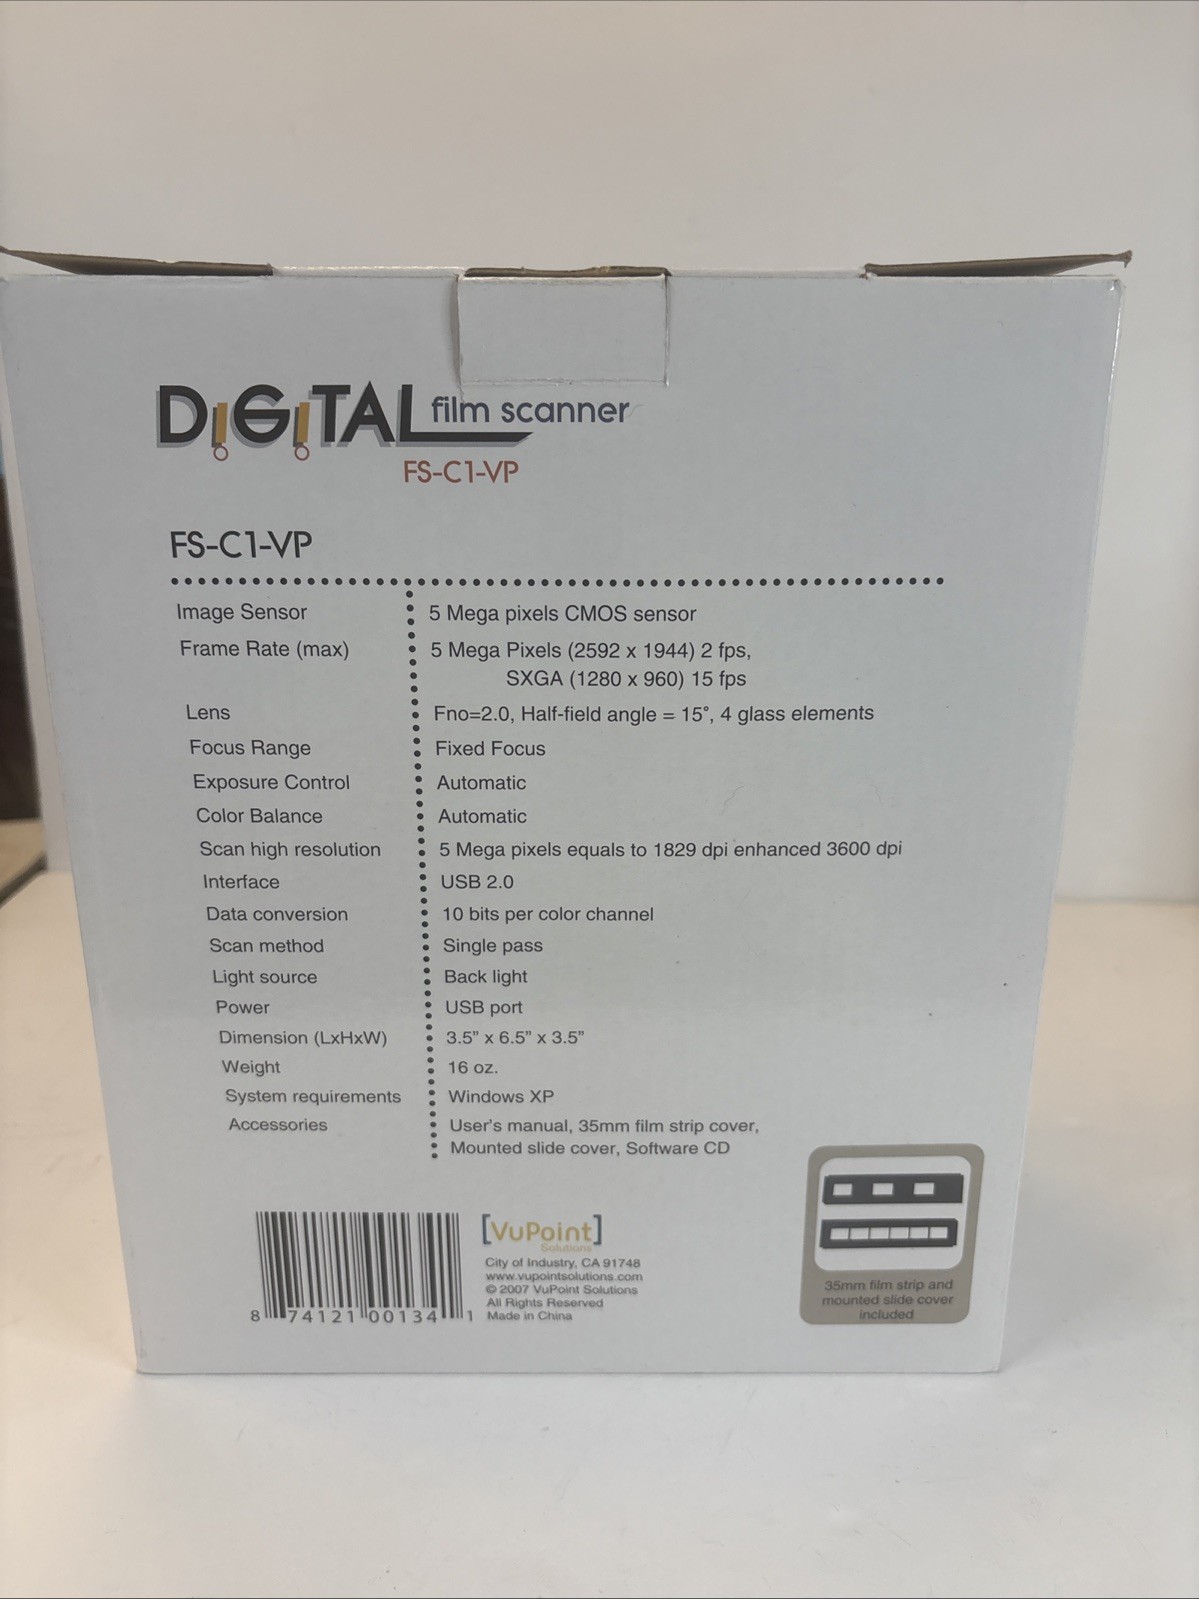 DiGiTAL film scanner
FS-C1-VP
FS-C1-VP
Image Sensor 5 Mega pixels CMOS sensor
Frame Rate (max) 5 Mega Pixels (2592 x 1944) 2 fps,
SXGA (1280 x 960) 15 fps
Lens Fno=2.0, Half-field angle = 15°, 4 glass elements
Focus Range Fixed Focus
Exposure Control Automatic
Color Balance Automatic
Scan high resolution 5 Mega pixels equals to 1829 dpi enhanced 3600 dpi
Interface USB 2.0
Data conversion 10 bits per color channel
Scan method Single pass
Light source Back light
Power USB port
Dimension (LxHxW) 3.5” x 6.5” x 3.5”
Weight 16 oz.
System requirements Windows XP
Accessories User's manual, 35mm film strip cover,
Mounted slide cover, Software CD
8 74121 00134 1
[VuPoint]
Solutions
City of Industry, CA 91748
www.vupointsolutions.com
© 2007 VuPoint Solutions
All Rights Reserved
Made in China
35mm film strip and
mounted slide cover
included